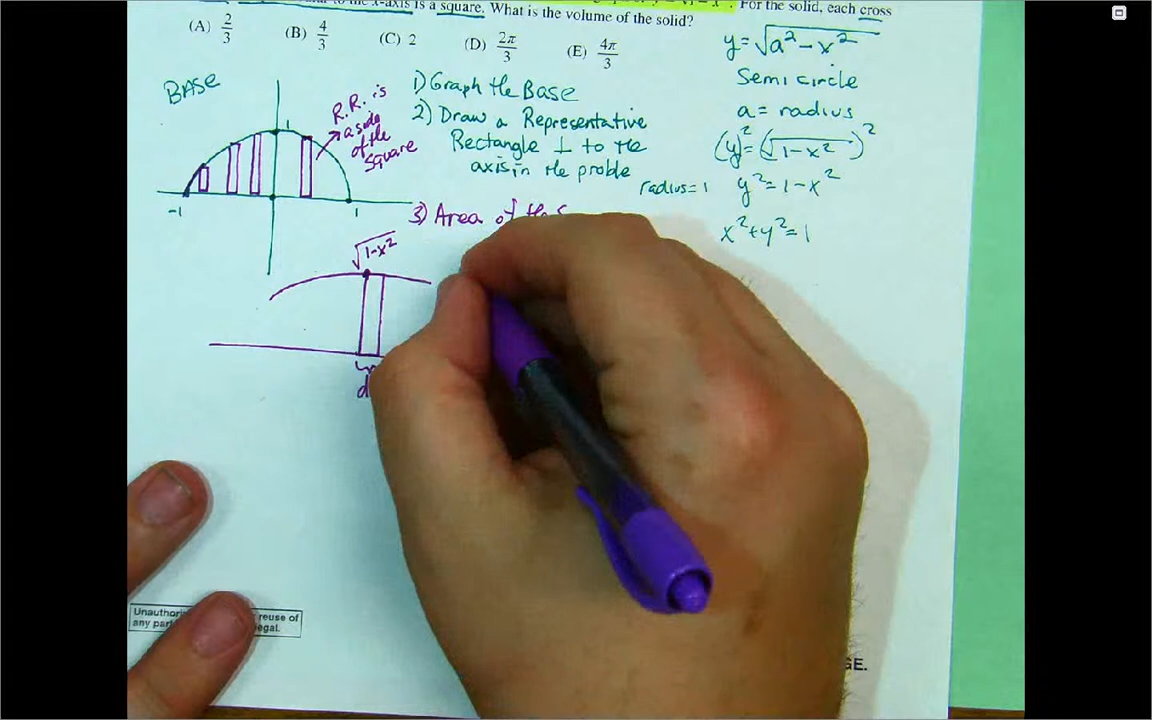 to the x-axis is a square. What is the volume of the solid? For the solid, each cross
(A) 2/3 (B) 4/3 (C) 2 (D) 2π/3 (E) 4π/3
BASE
1) Graph the Base
2) Draw a Representative
Rectangle ⊥ to the
axis in the proble
R.R. is
a side
of the
square
1
-1
1
3) Area of the
√1-x²
y=√a²-x²
Semi circle
a = radius
(y)²=(√1-x²)²
radius=1
y²=1-x²
x²+y²=1
reuse of
any part
egal.
GE.